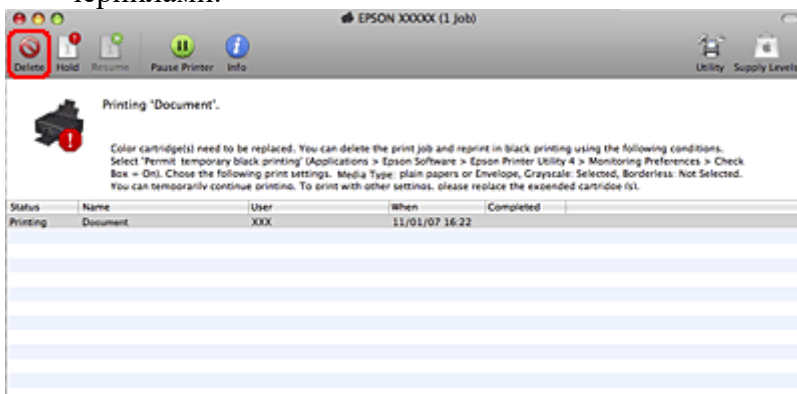 чернилами.
EPSON XXXXX (1 Job)
Delete Hold Resume Pause Printer Info Utility Supply Levels
Printing 'Document'.
Color cartridge(s) need to be replaced. You can delete the print job and reprint in black printing using the following conditions.
Select 'Permit temporary black printing' (Applications > Epson Software > Epson Printer Utility 4 > Monitoring Preferences > Check
Box = On). Chose the following print settings. Media Type: plain papers or Envelope, Grayscale: Selected, Borderless: Not Selected.
You can temporarily continue printing. To print with other settings, please replace the expended cartridge (s).
Status Name User When Completed
Printing Document XXX 11/01/07 16:22